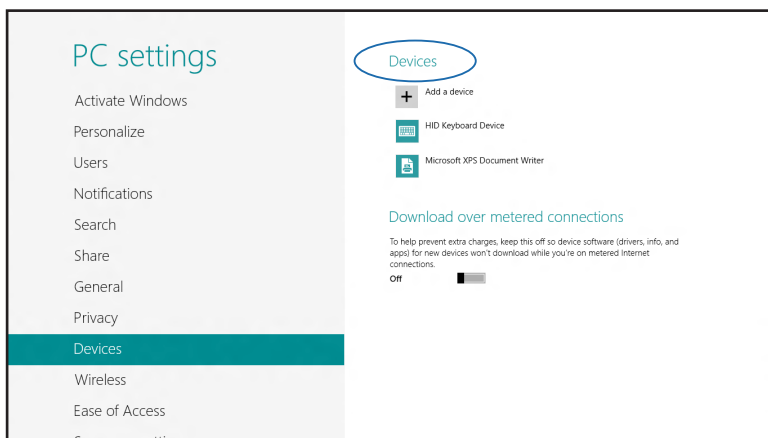 PC settings
Activate Windows
Personalize
Users
Notifications
Search
Share
General
Privacy
Devices
Wireless
Ease of Access
Devices
Add a device
HID Keyboard Device
Microsoft XPS Document Writer
Download over metered connections
To help prevent extra charges, keep this off so device software (drivers, info, and
apps) for new devices won't download while you're on metered Internet
connections.
Off